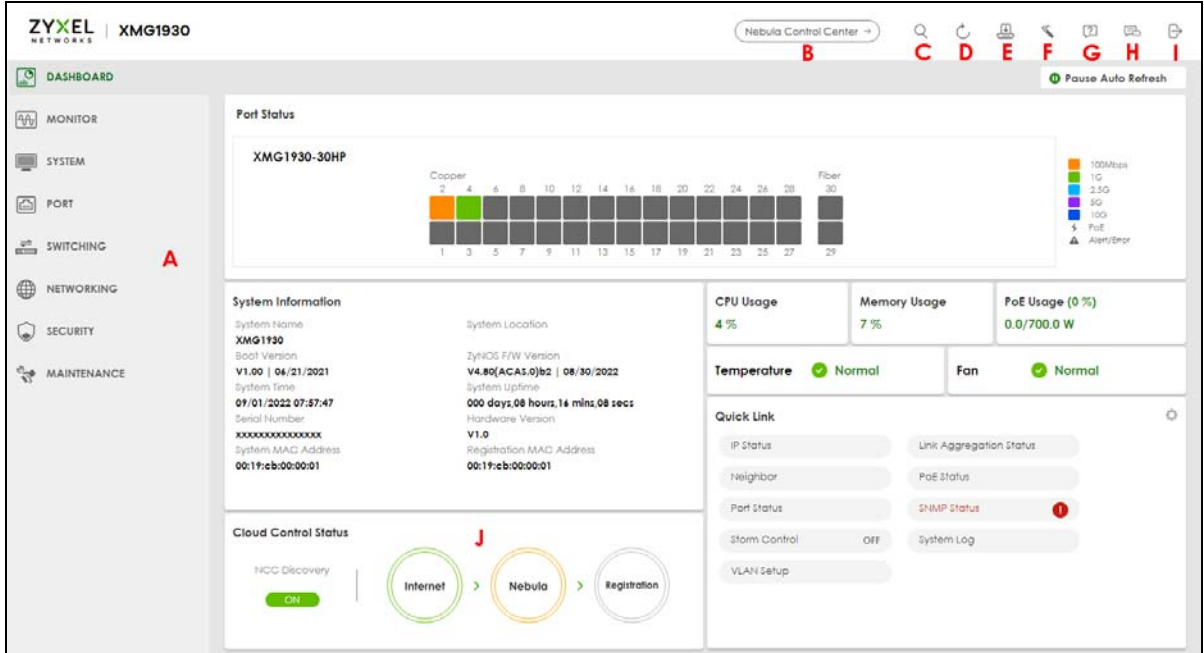 ZYXEL
NETWORKS
XMG1930
Nebula Control Center →
B
C
D
E
F
G
H
I
DASHBOARD
Pause Auto Refresh
MONITOR
SYSTEM
PORT
SWITCHING
NETWORKING
SECURITY
MAINTENANCE
A
Port Status
XMG1930-30HP
Copper
Fiber
2 4 6 8 10 12 14 16 18 20 22 24 26 28 30
1 3 5 7 9 11 13 15 17 19 21 23 25 27 29
100Mbps
1G
2.5G
5G
10G
PoE
Alert/Error
System Information
System Name
XMG1930
System Location
Boot Version
V1.00 | 06/21/2021
ZyNOS F/W Version
V4.80(ACAS.0)b2 | 08/30/2022
System Time
09/01/2022 07:57:47
System Uptime
000 days,08 hours,16 mins,08 secs
Serial Number
xxxxxxxxxxxxxxx
Hardware Version
V1.0
System MAC Address
00:19:cb:00:00:01
Registration MAC Address
00:19:cb:00:00:01
CPU Usage
4 %
Memory Usage
7 %
PoE Usage (0 %)
0.0/700.0 W
Temperature
Normal
Fan
Normal
Quick Link
IP Status
Link Aggregation Status
Neighbor
PoE Status
Port Status
SNMP Status
Storm Control OFF
System Log
VLAN Setup
Cloud Control Status
J
NCC Discovery
ON
Internet
Nebula
Registration